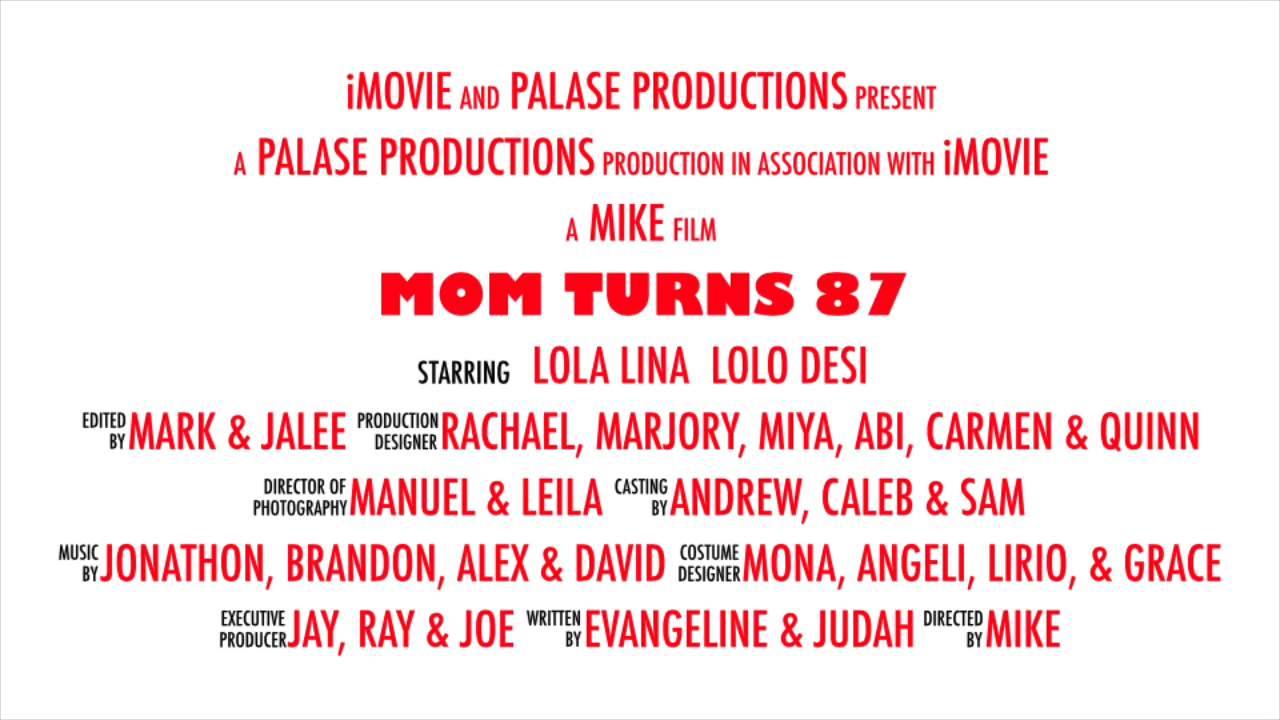 iMOVIE AND PALASE PRODUCTIONS PRESENT
A PALASE PRODUCTIONS PRODUCTION IN ASSOCIATION WITH iMOVIE
A MIKE FILM
MOM TURNS 87
STARRING LOLA LINA LOLO DESI
EDITED BY MARK & JALEE PRODUCTION DESIGNER RACHAEL, MARJORY, MIYA, ABI, CARMEN & QUINN
DIRECTOR OF PHOTOGRAPHY MANUEL & LEILA CASTING BY ANDREW, CALEB & SAM
MUSIC BY JONATHON, BRANDON, ALEX & DAVID COSTUME DESIGNER MONA, ANGELI, LIRIO, & GRACE
EXECUTIVE PRODUCER JAY, RAY & JOE WRITTEN BY EVANGELINE & JUDAH DIRECTED BY MIKE